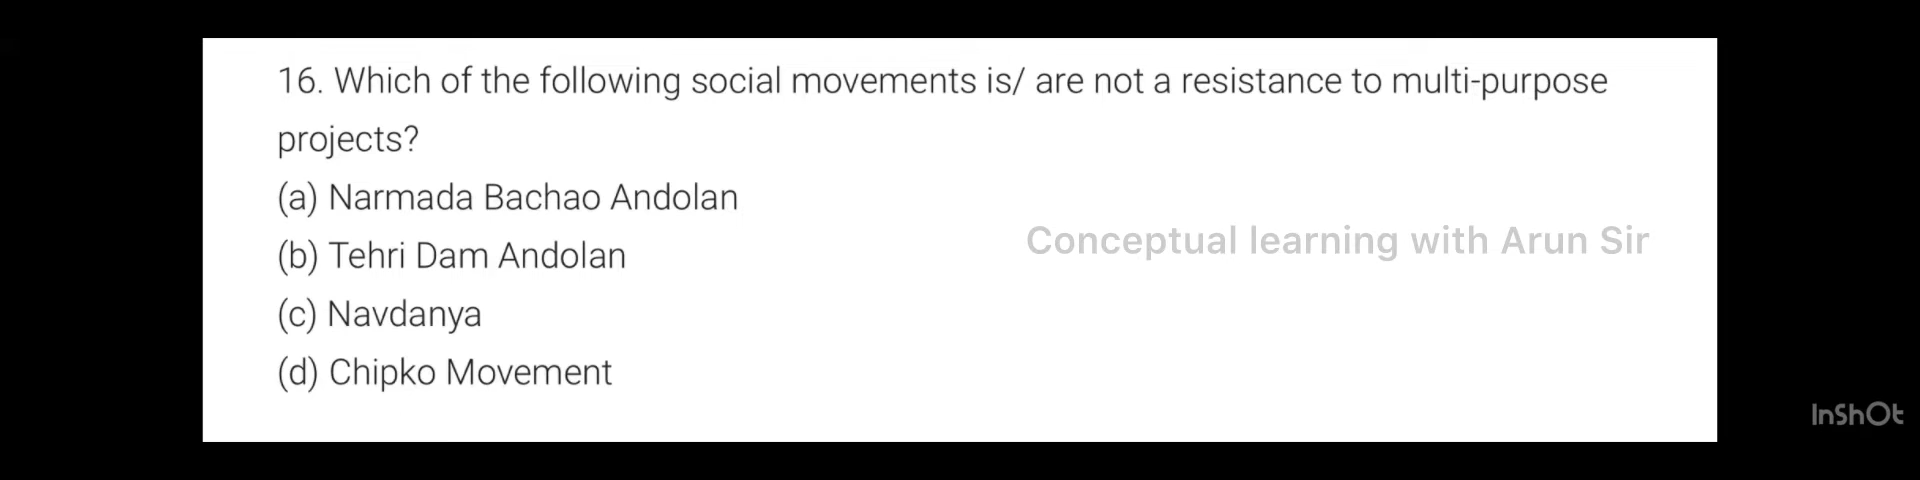 16. Which of the following social movements is/ are not a resistance to multi-purpose
projects?
(a) Narmada Bachao Andolan
(b) Tehri Dam Andolan
Conceptual learning with Arun Sir
(c) Navdanya
(d) Chipko Movement
InShOt